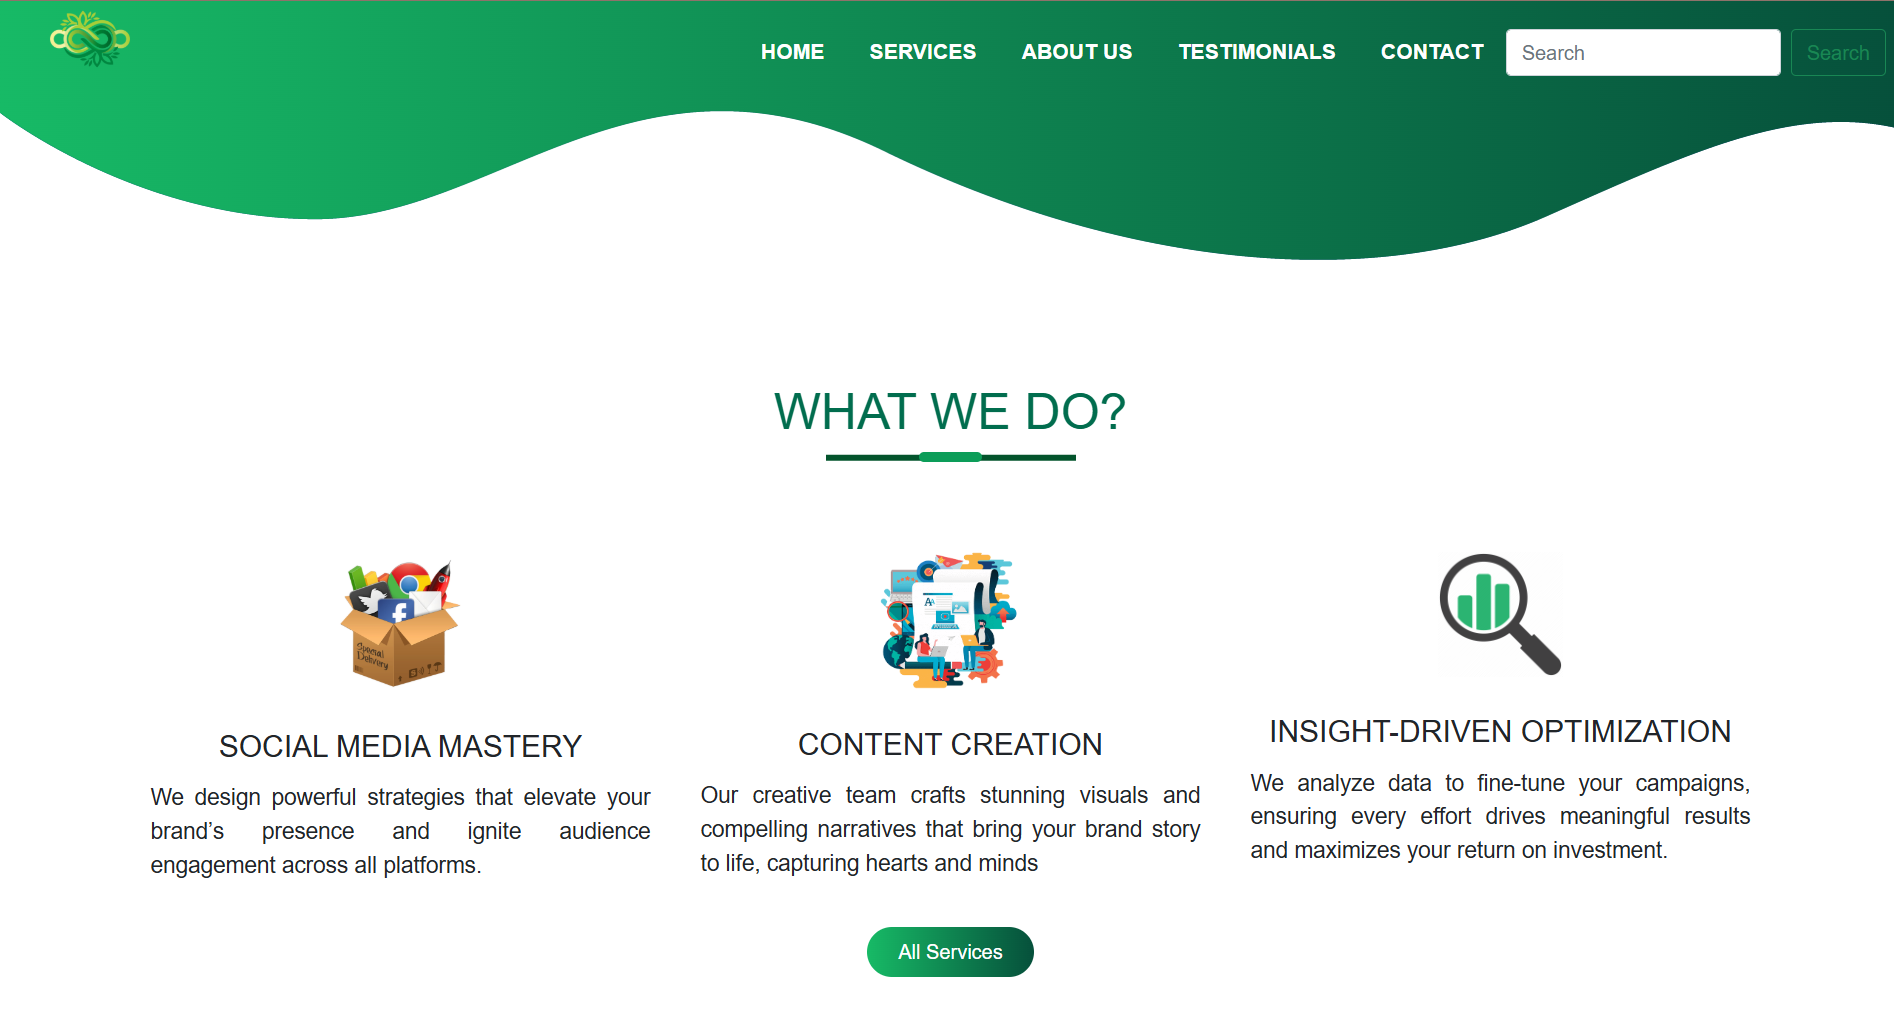 HOME SERVICES ABOUT US TESTIMONIALS CONTACT Search Search
WHAT WE DO?
Special
Delivery
SOCIAL MEDIA MASTERY
We design powerful strategies that elevate your
brand’s presence and ignite audience
engagement across all platforms.
CONTENT CREATION
Our creative team crafts stunning visuals and
compelling narratives that bring your brand story
to life, capturing hearts and minds
INSIGHT-DRIVEN OPTIMIZATION
We analyze data to fine-tune your campaigns,
ensuring every effort drives meaningful results
and maximizes your return on investment.
All Services